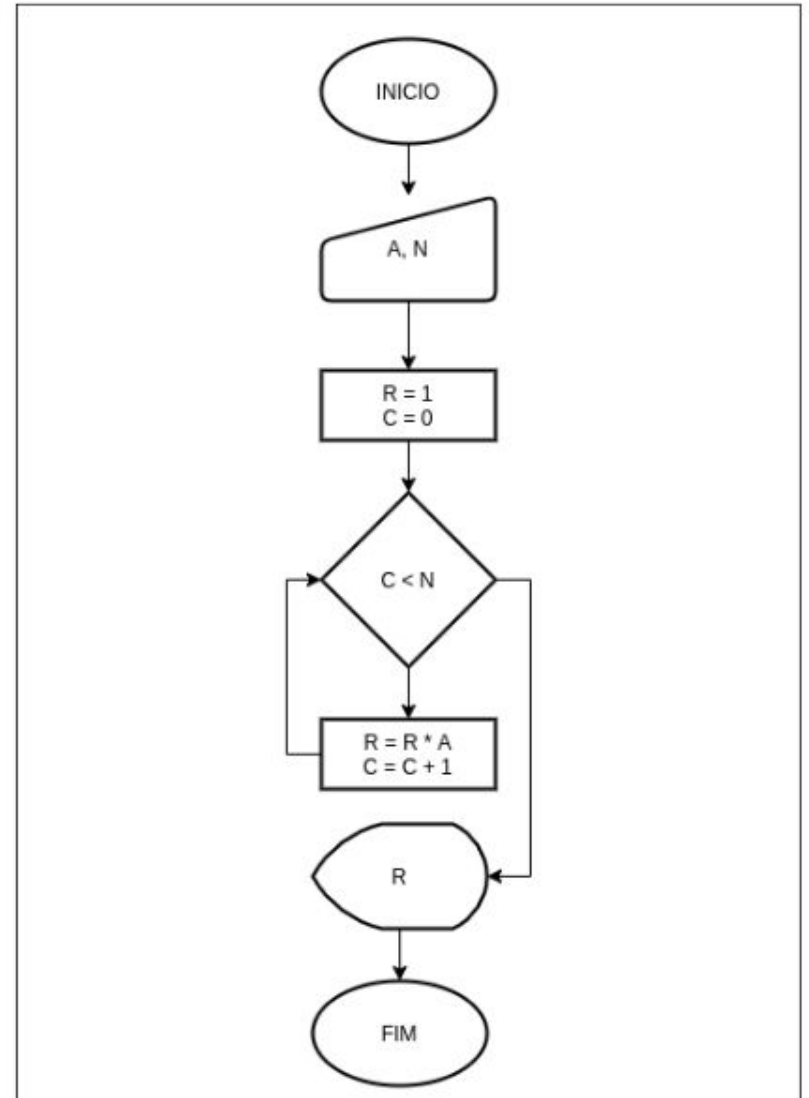 INICIO
A, N
R = 1
C = 0
C < N
R = R * A
C = C + 1
R
FIM